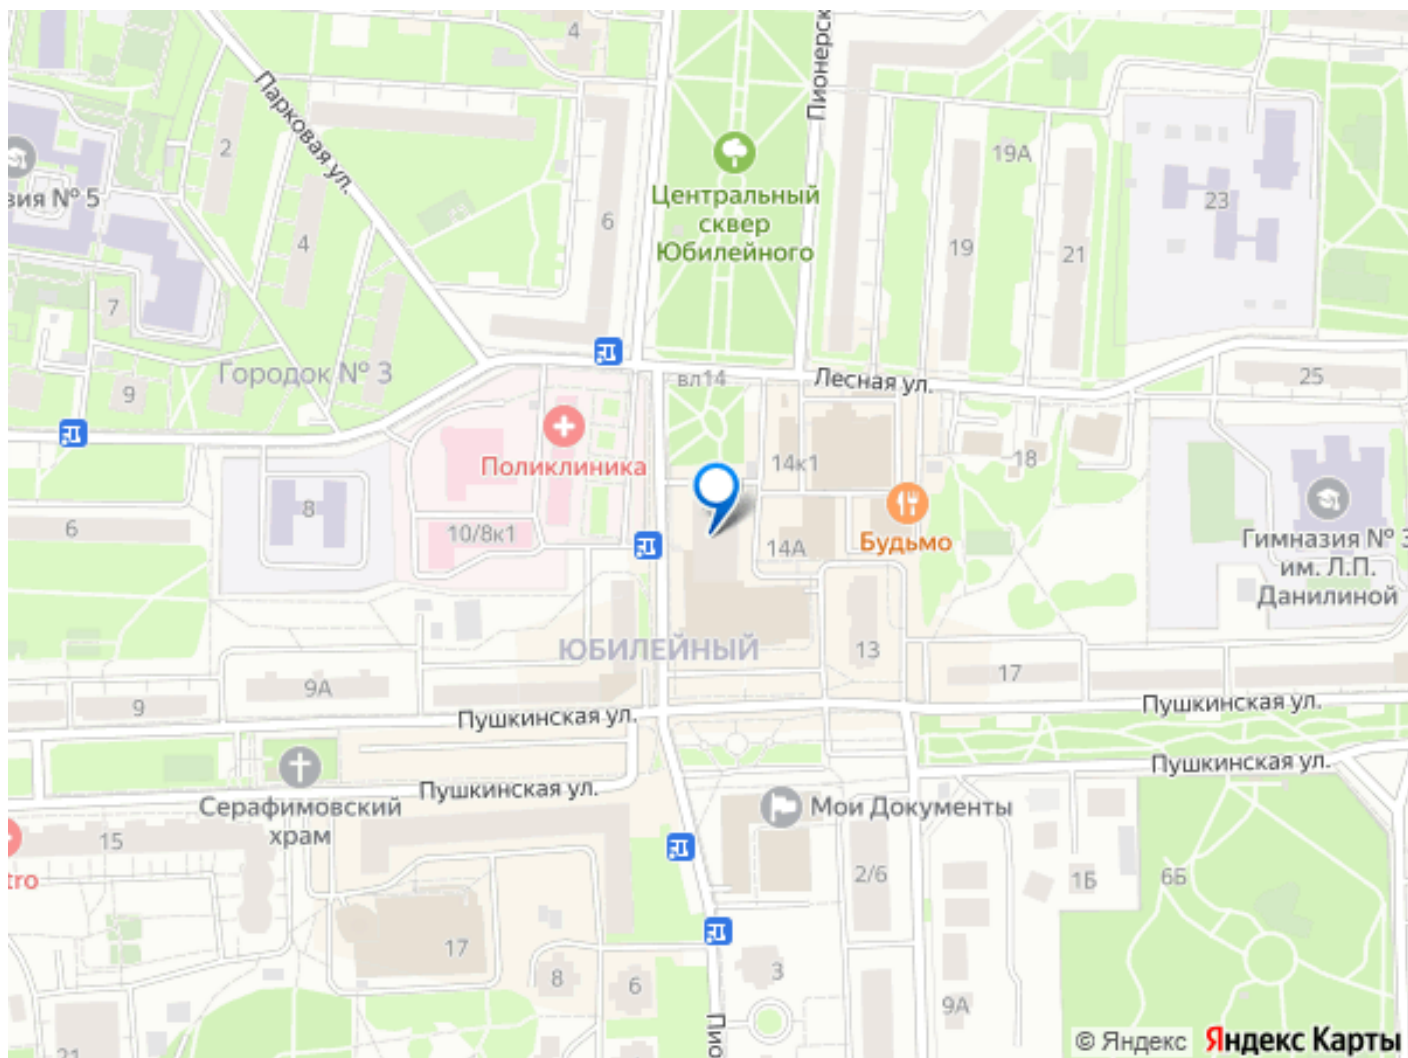 4
Пионерск
Парковая ул.
2
19А
Центральный
сквер
Юбилейного
зия № 5
23
6
4
19
21
7
Городок № 3
вл14
Лесная ул.
25
9
Поликлиника
14к1
18
8
6
10/8к1
14А
Будьмо
Гимназия № 3
им. Л.П.
Данилиной
ЮБИЛЕЙНЫЙ
13
17
9А
9
Пушкинская ул.
Пушкинская ул.
Пушкинская ул.
Пушкинская ул.
Серафимовский
храм
Мои Документы
15
tro
2/6
1Б
6Б
17
8
6
3
9А
Пио
21
© Яндекс
Яндекс Карты